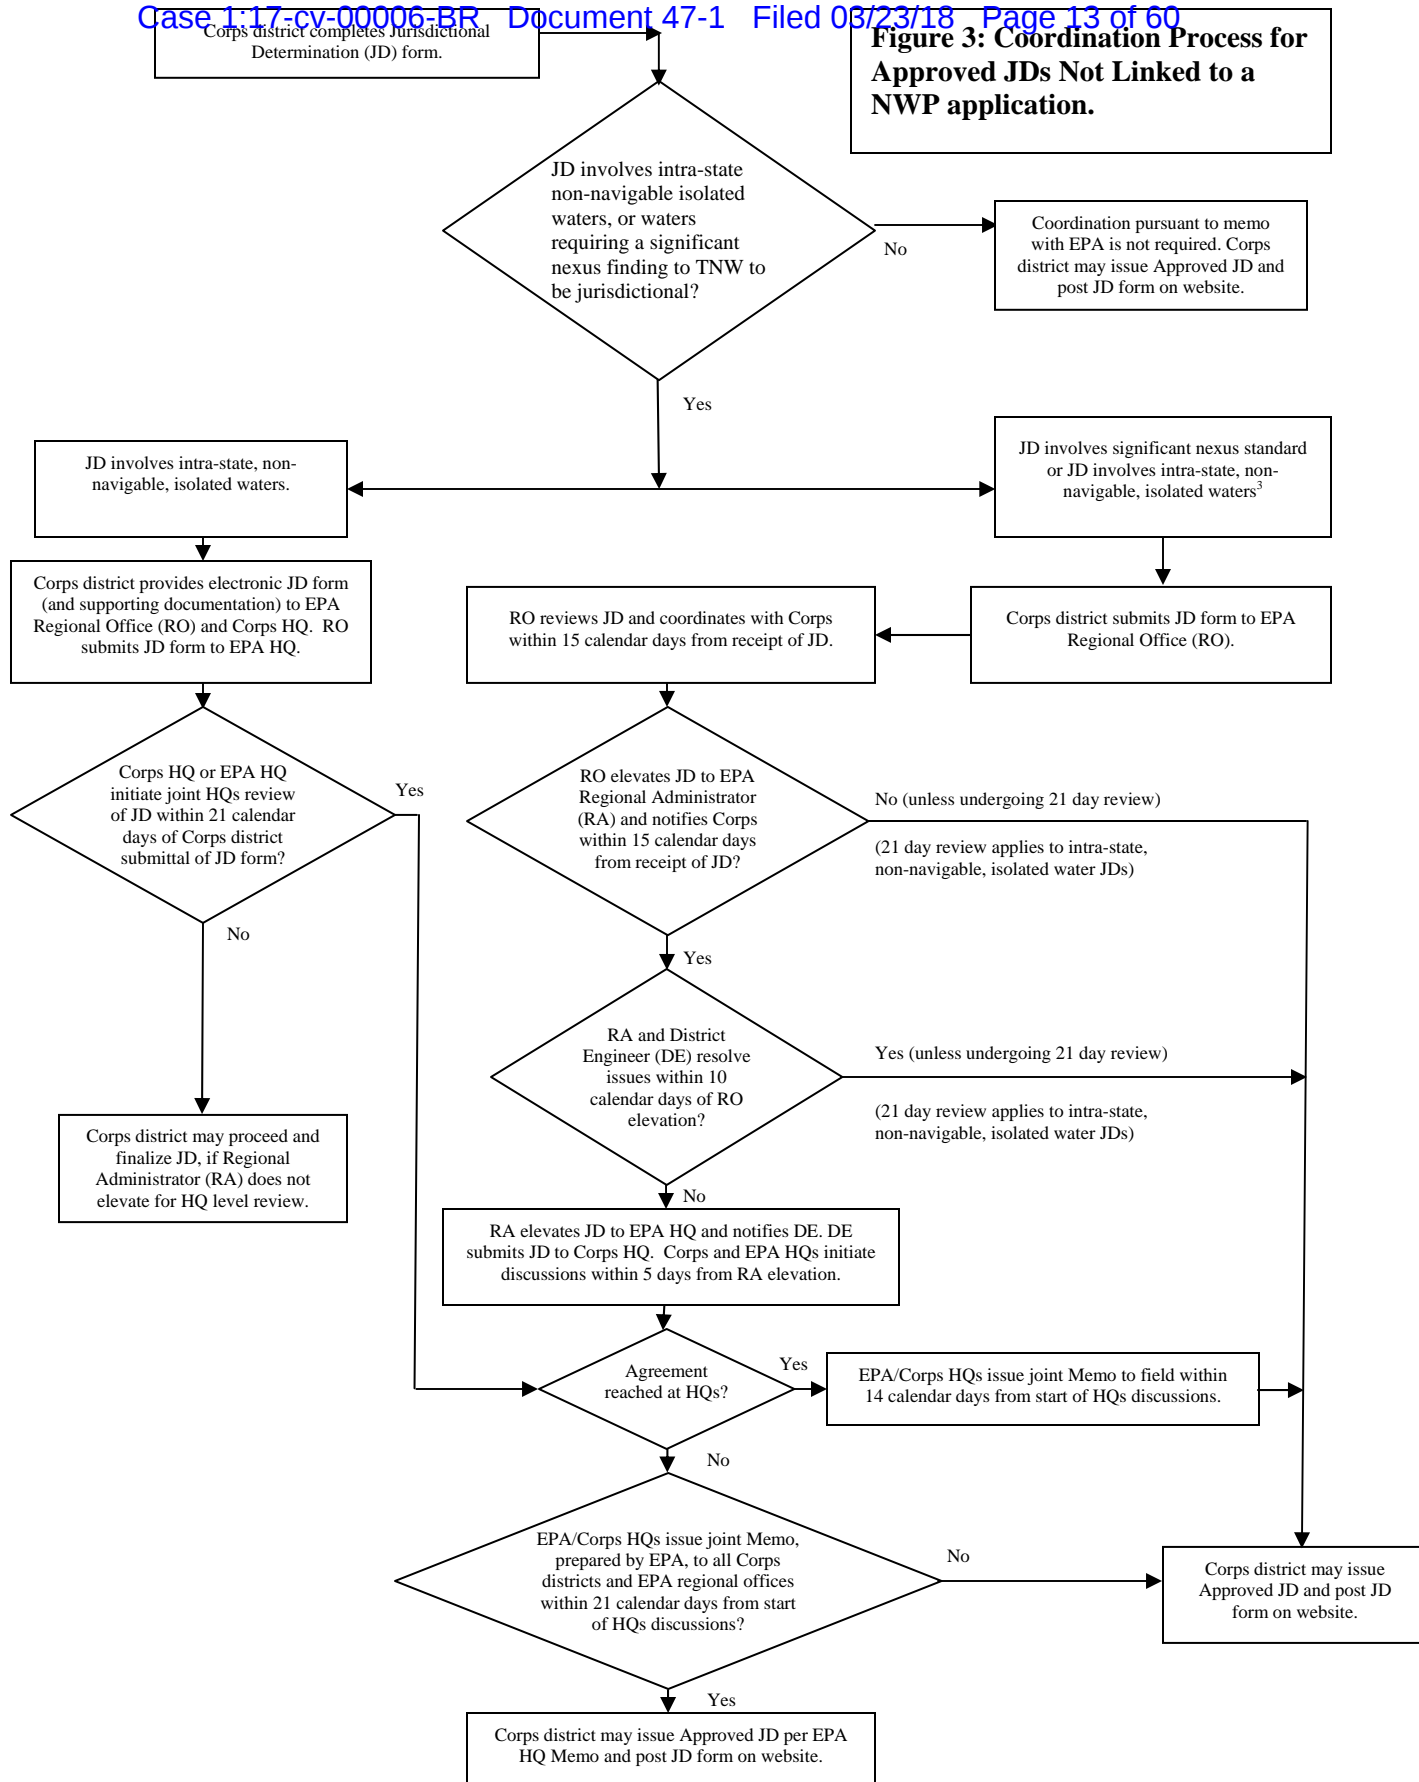 Case 1:17-cv-00006-BR   Document 47-1   Filed 03/23/18   Page 13 of 60
Corps district completes Jurisdictional
Determination (JD) form.
Figure 3: Coordination Process for
Approved JDs Not Linked to a
NWP application.
JD involves intra-state
non-navigable isolated
waters, or waters
requiring a significant
nexus finding to TNW to
be jurisdictional?
No
Coordination pursuant to memo
with EPA is not required. Corps
district may issue Approved JD and
post JD form on website.
Yes
JD involves intra-state, non-
navigable, isolated waters.
JD involves significant nexus standard
or JD involves intra-state, non-
navigable, isolated waters³
Corps district provides electronic JD form
(and supporting documentation) to EPA
Regional Office (RO) and Corps HQ.  RO
submits JD form to EPA HQ.
RO reviews JD and coordinates with Corps
within 15 calendar days from receipt of JD.
Corps district submits JD form to EPA
Regional Office (RO).
Corps HQ or EPA HQ
initiate joint HQs review
of JD within 21 calendar
days of Corps district
submittal of JD form?
Yes
No
RO elevates JD to EPA
Regional Administrator
(RA) and notifies Corps
within 15 calendar days
from receipt of JD?
No (unless undergoing 21 day review)
(21 day review applies to intra-state,
non-navigable, isolated water JDs)
Yes
RA and District
Engineer (DE) resolve
issues within 10
calendar days of RO
elevation?
Yes (unless undergoing 21 day review)
(21 day review applies to intra-state,
non-navigable, isolated water JDs)
Corps district may proceed and
finalize JD, if Regional
Administrator (RA) does not
elevate for HQ level review.
No
RA elevates JD to EPA HQ and notifies DE. DE
submits JD to Corps HQ.  Corps and EPA HQs initiate
discussions within 5 days from RA elevation.
Agreement
reached at HQs?
Yes
EPA/Corps HQs issue joint Memo to field within
14 calendar days from start of HQs discussions.
No
EPA/Corps HQs issue joint Memo,
prepared by EPA, to all Corps
districts and EPA regional offices
within 21 calendar days from start
of HQs discussions?
No
Corps district may issue
Approved JD and post JD
form on website.
Yes
Corps district may issue Approved JD per EPA
HQ Memo and post JD form on website.